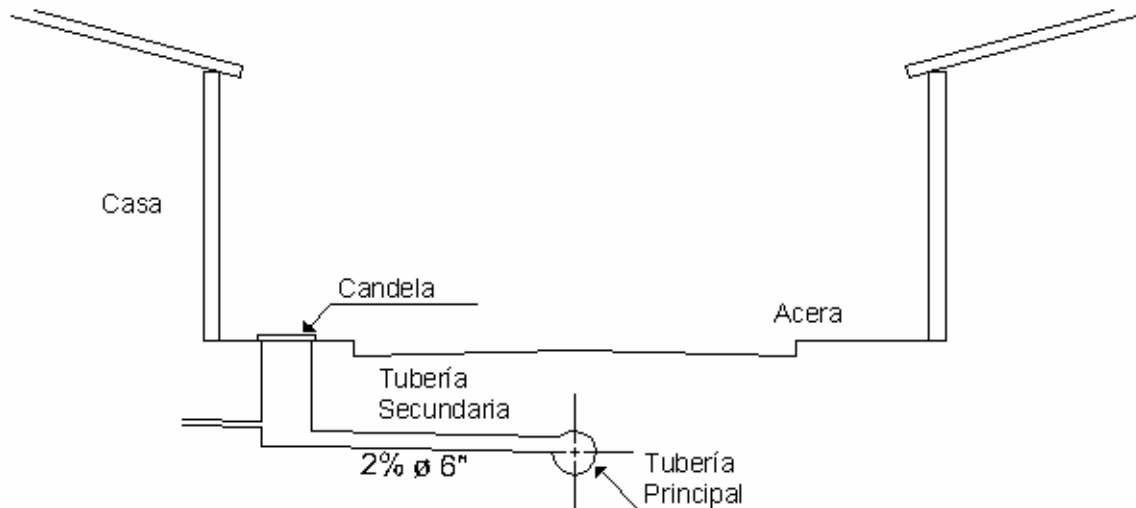 Casa
Candela
Acera
Tubería
Secundaria
2% ø 6"
Tubería
Principal